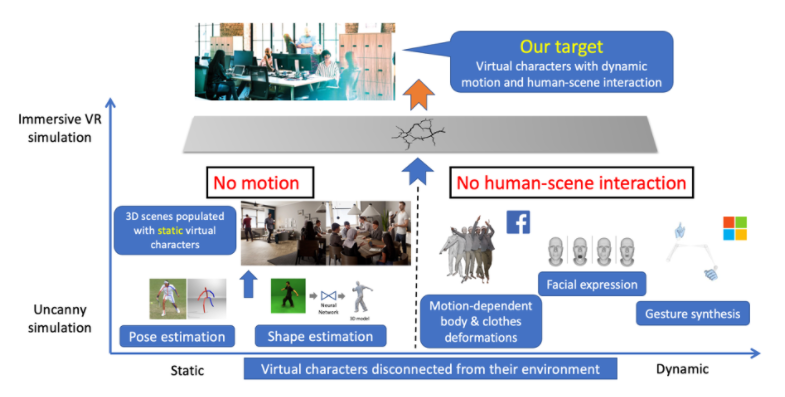 Our target
Virtual characters with dynamic
motion and human-scene interaction
Immersive VR
simulation
No motion
No human-scene interaction
3D scenes populated
with static virtual
characters
Neural
Network
3D model
Facial expression
Uncanny
simulation
Pose estimation
Shape estimation
Motion-dependent
body & clothes
deformations
Gesture synthesis
Static
Virtual characters disconnected from their environment
Dynamic